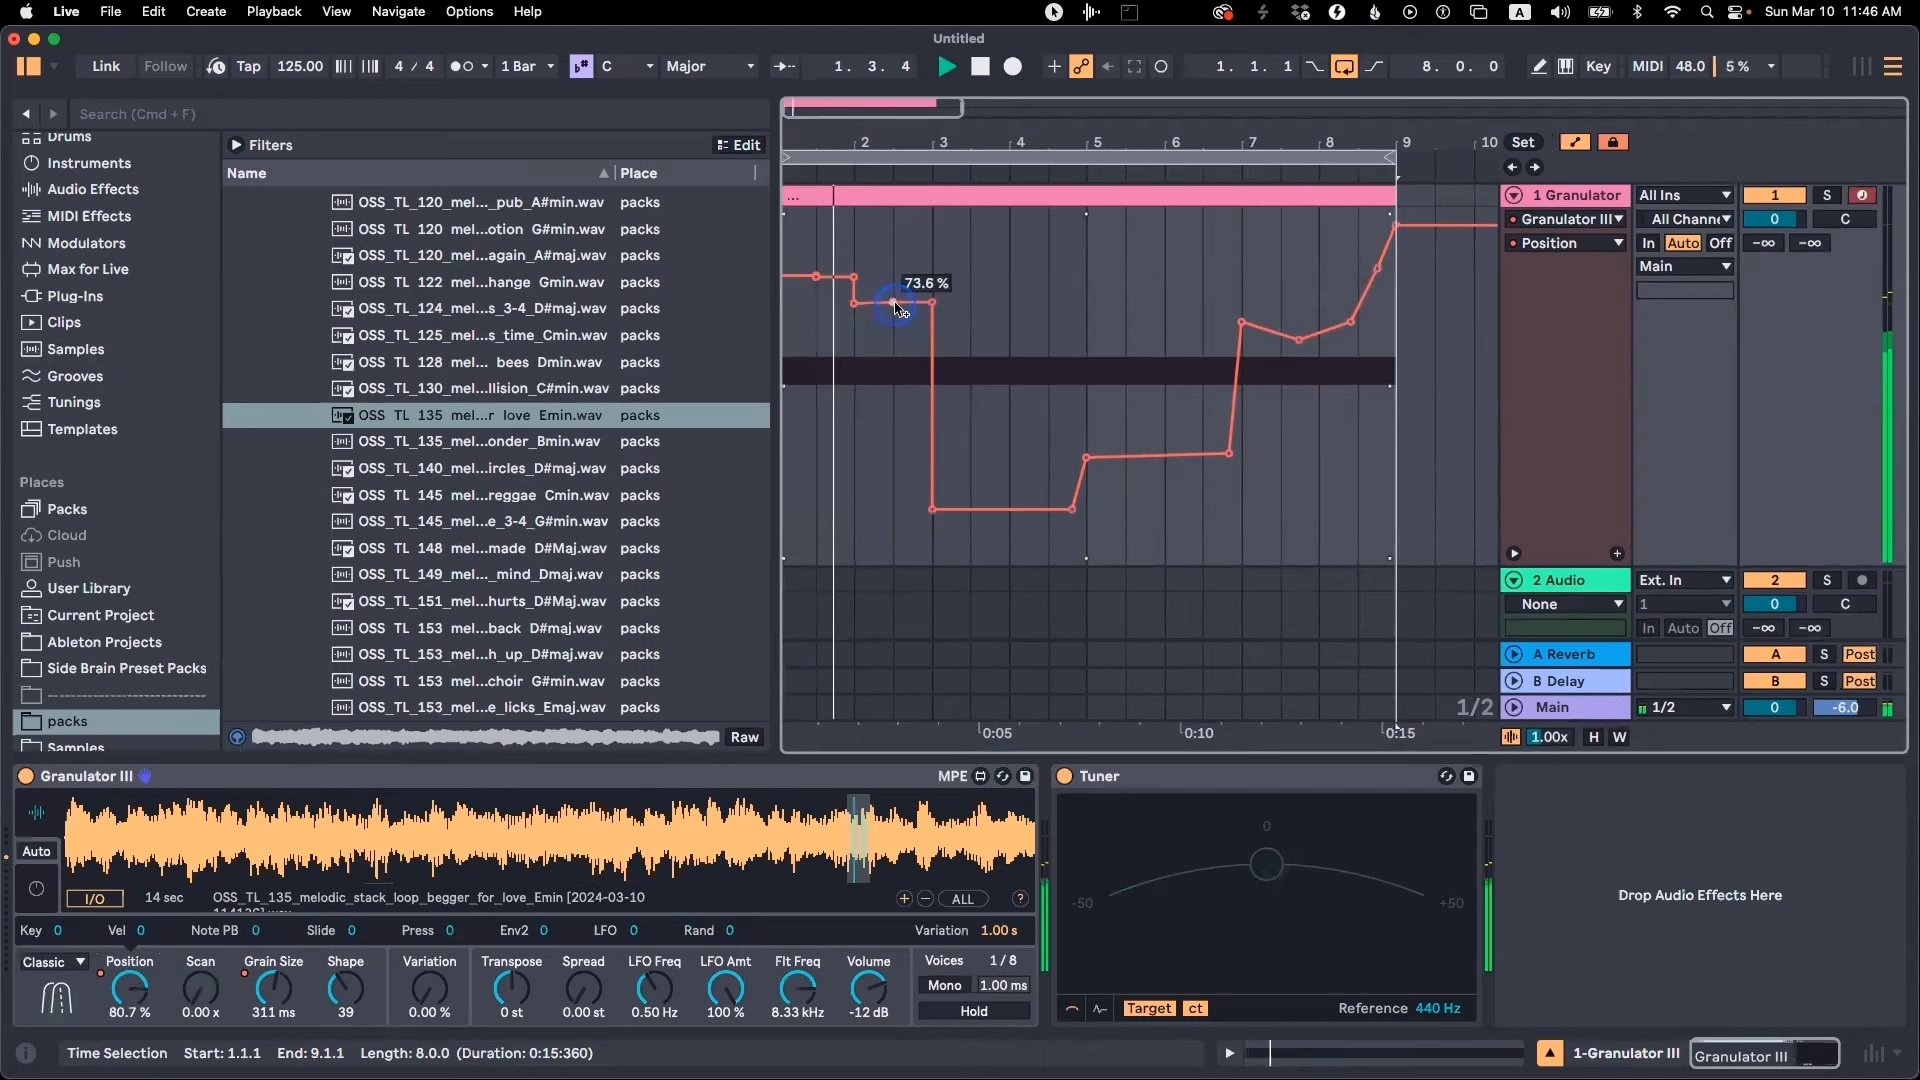 Live File Edit Create Playback View Navigate Options Help A Sun Mar 10 11:46 AM
Untitled
Link Follow Tap 125.00 4 / 4 1 Bar C Major 1. 3. 4 1. 1. 1 8. 0. 0 Key MIDI 48.0 5 %
Search (Cmd + F)
Drums
Instruments
Audio Effects
MIDI Effects
Modulators
Max for Live
Plug-Ins
Clips
Samples
Grooves
Tunings
Templates
Places
Packs
Cloud
Push
User Library
Current Project
Ableton Projects
Side Brain Preset Packs
--------------------------
packs
Samples
Filters Edit
Name Place
OSS_TL_120_mel..._pub_A#min.wav packs
OSS_TL_120_mel...otion_G#min.wav packs
OSS_TL_120_mel...again_A#maj.wav packs
OSS_TL_122_mel...hange_Gmin.wav packs
OSS_TL_124_mel...s_3-4_D#maj.wav packs
OSS_TL_125_mel...s_time_Cmin.wav packs
OSS_TL_128_mel..._bees_Dmin.wav packs
OSS_TL_130_mel...llision_C#min.wav packs
OSS_TL_135_mel...r_love_Emin.wav packs
OSS_TL_135_mel...onder_Bmin.wav packs
OSS_TL_140_mel...ircles_D#maj.wav packs
OSS_TL_145_mel...reggae_Cmin.wav packs
OSS_TL_145_mel...e_3-4_G#min.wav packs
OSS_TL_148_mel...made_D#Maj.wav packs
OSS_TL_149_mel..._mind_Dmaj.wav packs
OSS_TL_151_mel...hurts_D#Maj.wav packs
OSS_TL_153_mel...back_D#maj.wav packs
OSS_TL_153_mel...h_up_D#maj.wav packs
OSS_TL_153_mel...choir_G#min.wav packs
OSS_TL_153_mel...e_licks_Emaj.wav packs
Raw
2 3 4 5 6 7 8 9 10 Set
...
73.6 %
1/2
0:05 0:10 0:15
1 Granulator All Ins 1 S
Granulator III All Channe 0 C
Position In Auto Off -∞ -∞
Main
2 Audio Ext. In 2 S
None 1 0 C
In Auto Off -∞ -∞
A Reverb A S Post
B Delay B S Post
Main 1/2 0 -6.0
1.00x H W
Granulator III MPE
Auto
I/O 14 sec OSS_TL_135_melodic_stack_loop_begger_for_love_Emin [2024-03-10 ALL ?
Key 0 Vel 0 Note PB 0 Slide 0 Press 0 Env2 0 LFO 0 Rand 0 Variation 1.00 s
Classic Position Scan Grain Size Shape Variation Transpose Spread LFO Freq LFO Amt Flt Freq Volume Voices 1 / 8
Mono 1.00 ms
80.7 % 0.00 x 311 ms 39 0.00 % 0 st 0.00 st 0.50 Hz 100 % 8.33 kHz -12 dB Hold
Tuner
0
-50 +50
Target ct Reference 440 Hz
Drop Audio Effects Here
Time Selection Start: 1.1.1 End: 9.1.1 Length: 8.0.0 (Duration: 0:15:360) 1-Granulator III Granulator III